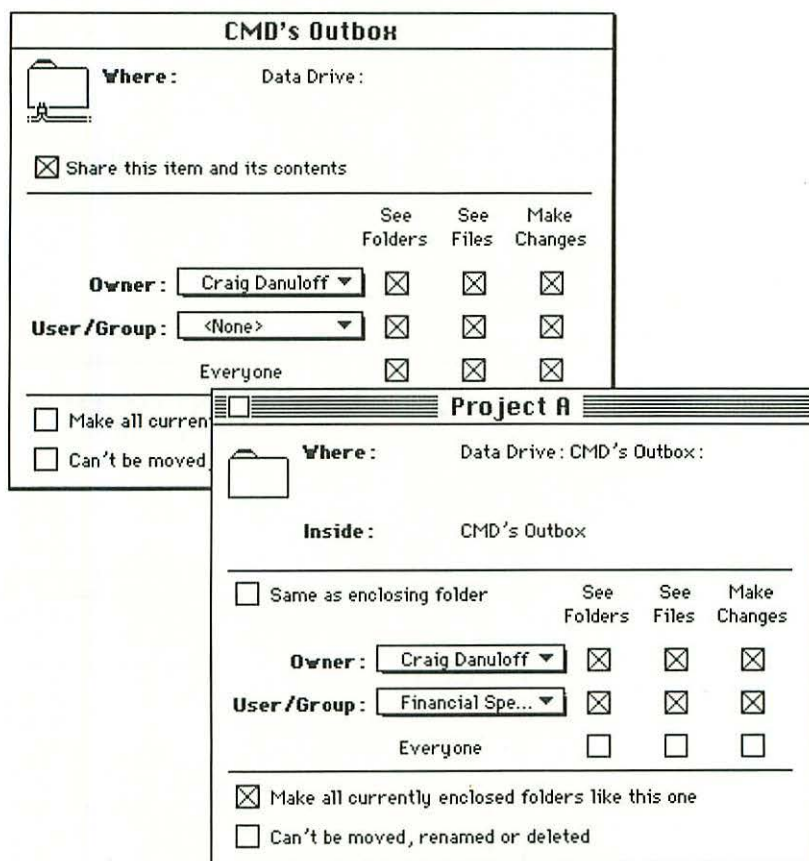 CMD's Outbox
Where: Data Drive:
Share this item and its contents
See See Make
Folders Files Changes
Owner: Craig Danuloff
User/Group: <None>
Everyone
Make all curren
Can't be moved,
Project A
Where: Data Drive: CMD's Outbox:
Inside: CMD's Outbox
Same as enclosing folder See See Make
Folders Files Changes
Owner: Craig Danuloff
User/Group: Financial Spe...
Everyone
Make all currently enclosed folders like this one
Can't be moved, renamed or deleted